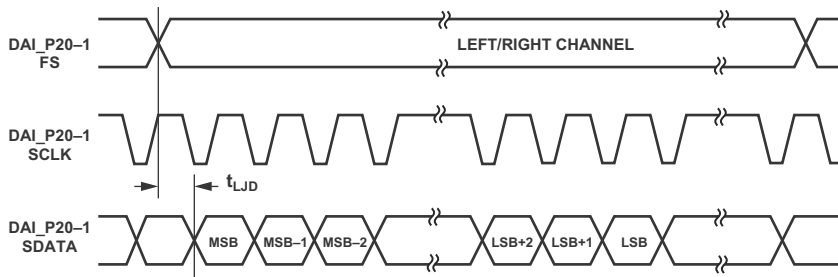 DAI_P20–1
FS
LEFT/RIGHT CHANNEL
DAI_P20–1
SCLK
tLJD
DAI_P20–1
SDATA
MSB
MSB–1
MSB–2
LSB+2
LSB+1
LSB